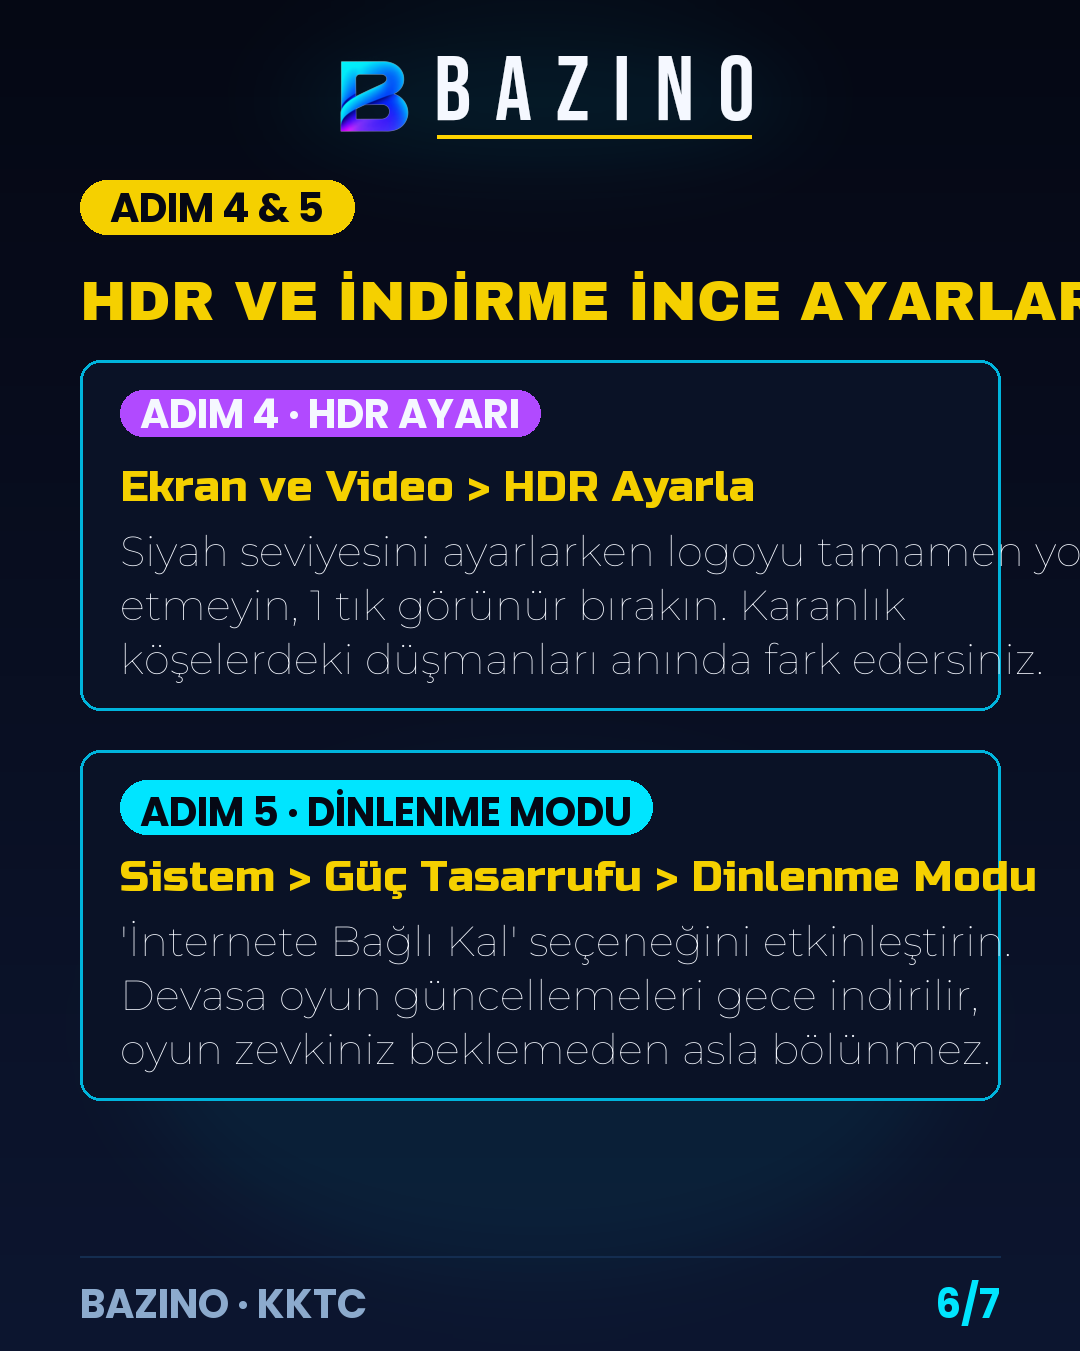 BAZINO
ADIM 4 & 5
HDR VE İNDİRME İNCE AYARLAR
ADIM 4 · HDR AYARI
Ekran ve Video > HDR Ayarla
Siyah seviyesini ayarlarken logoyu tamamen yo
etmeyin, 1 tık görünür bırakın. Karanlık
köşelerdeki düşmanları anında fark edersiniz.
ADIM 5 · DİNLENME MODU
Sistem > Güç Tasarrufu > Dinlenme Modu
'İnternete Bağlı Kal' seçeneğini etkinleştirin.
Devasa oyun güncellemeleri gece indirilir,
oyun zevkiniz beklemeden asla bölünmez.
BAZINO · KKTC
6/7